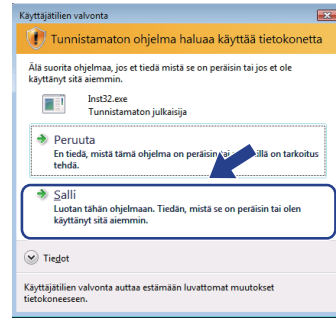 Käyttäjätilien valvonta
Tunnistamaton ohjelma haluaa käyttää tietokonetta
Älä suorita ohjelmaa, jos et tiedä mistä se on peräisin tai jos et ole
käyttänyt sitä aiemmin.
Inst32.exe
Tunnistamaton julkaisija
Peruuta
En tiedä, mistä tämä ohjelma on peräisin tai illä on tarkoitus
tehdä.
Salli
Luotan tähän ohjelmaan. Tiedän, mistä se on peräisin tai olen
käyttänyt sitä aiemmin.
Tiedot
Käyttäjätilien valvonta auttaa estämään luvattomat muutokset
tietokoneeseen.